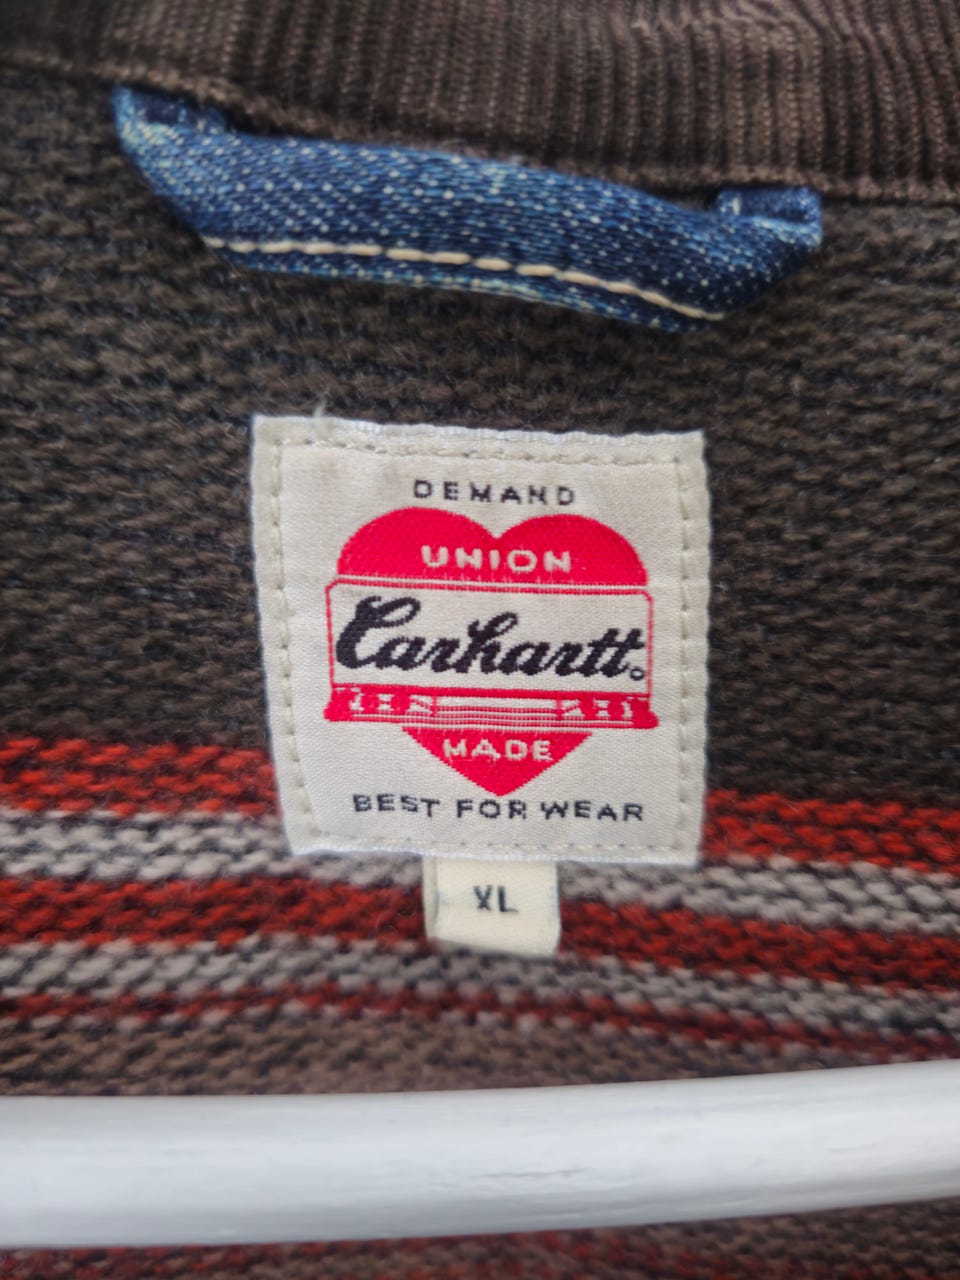 DEMAND
UNION
Carhartt
MADE
BEST FOR WEAR
XL